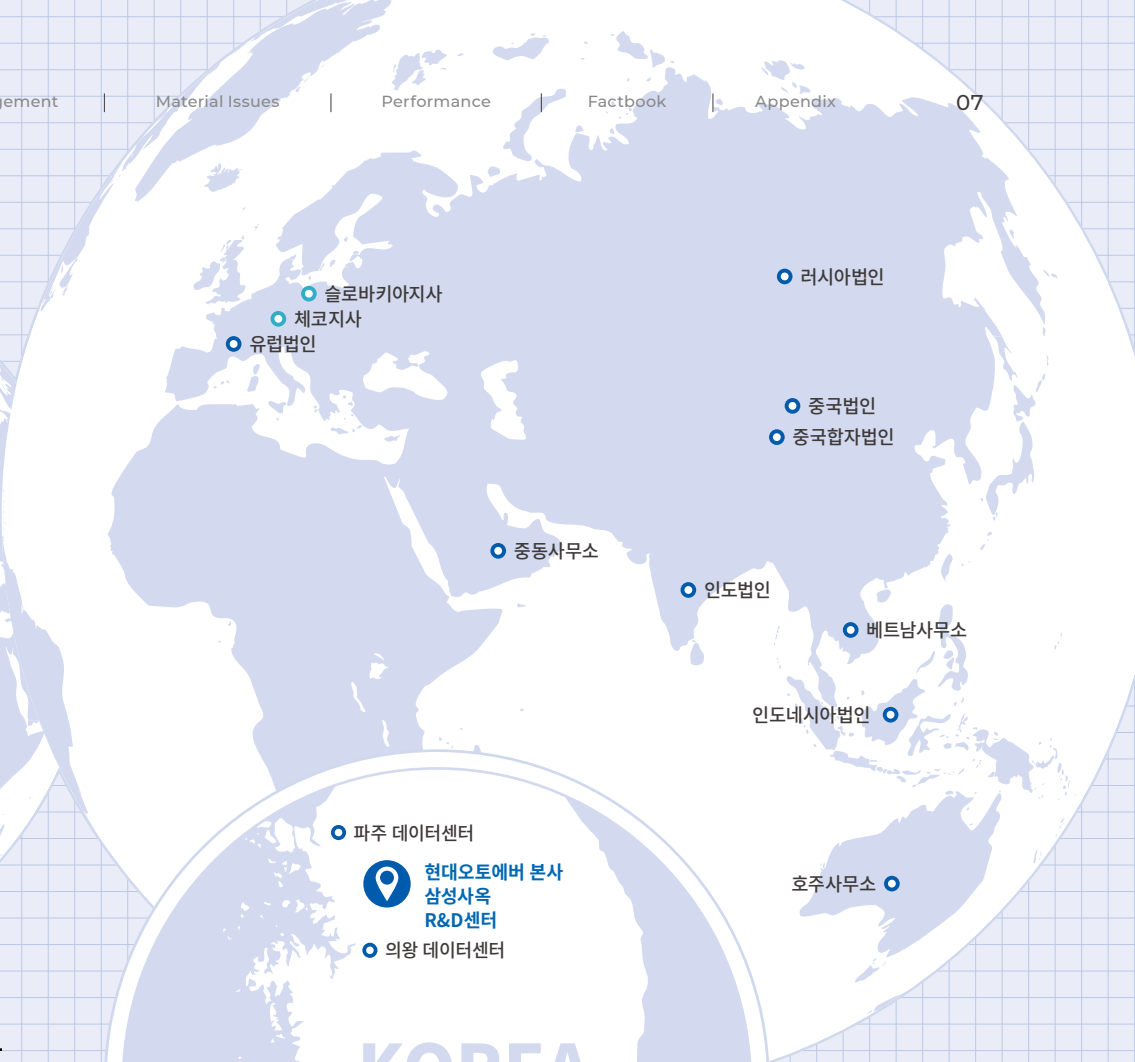 gement | Material Issues | Performance | Factbook | Appendix 07
러시아법인
슬로바키아지사
체코지사
유럽법인
중국법인
중국합자법인
중동사무소
인도법인
베트남사무소
인도네시아법인
호주사무소
파주 데이터센터
현대오토에버 본사
삼성사옥
R&D센터
의왕 데이터센터
KOREA